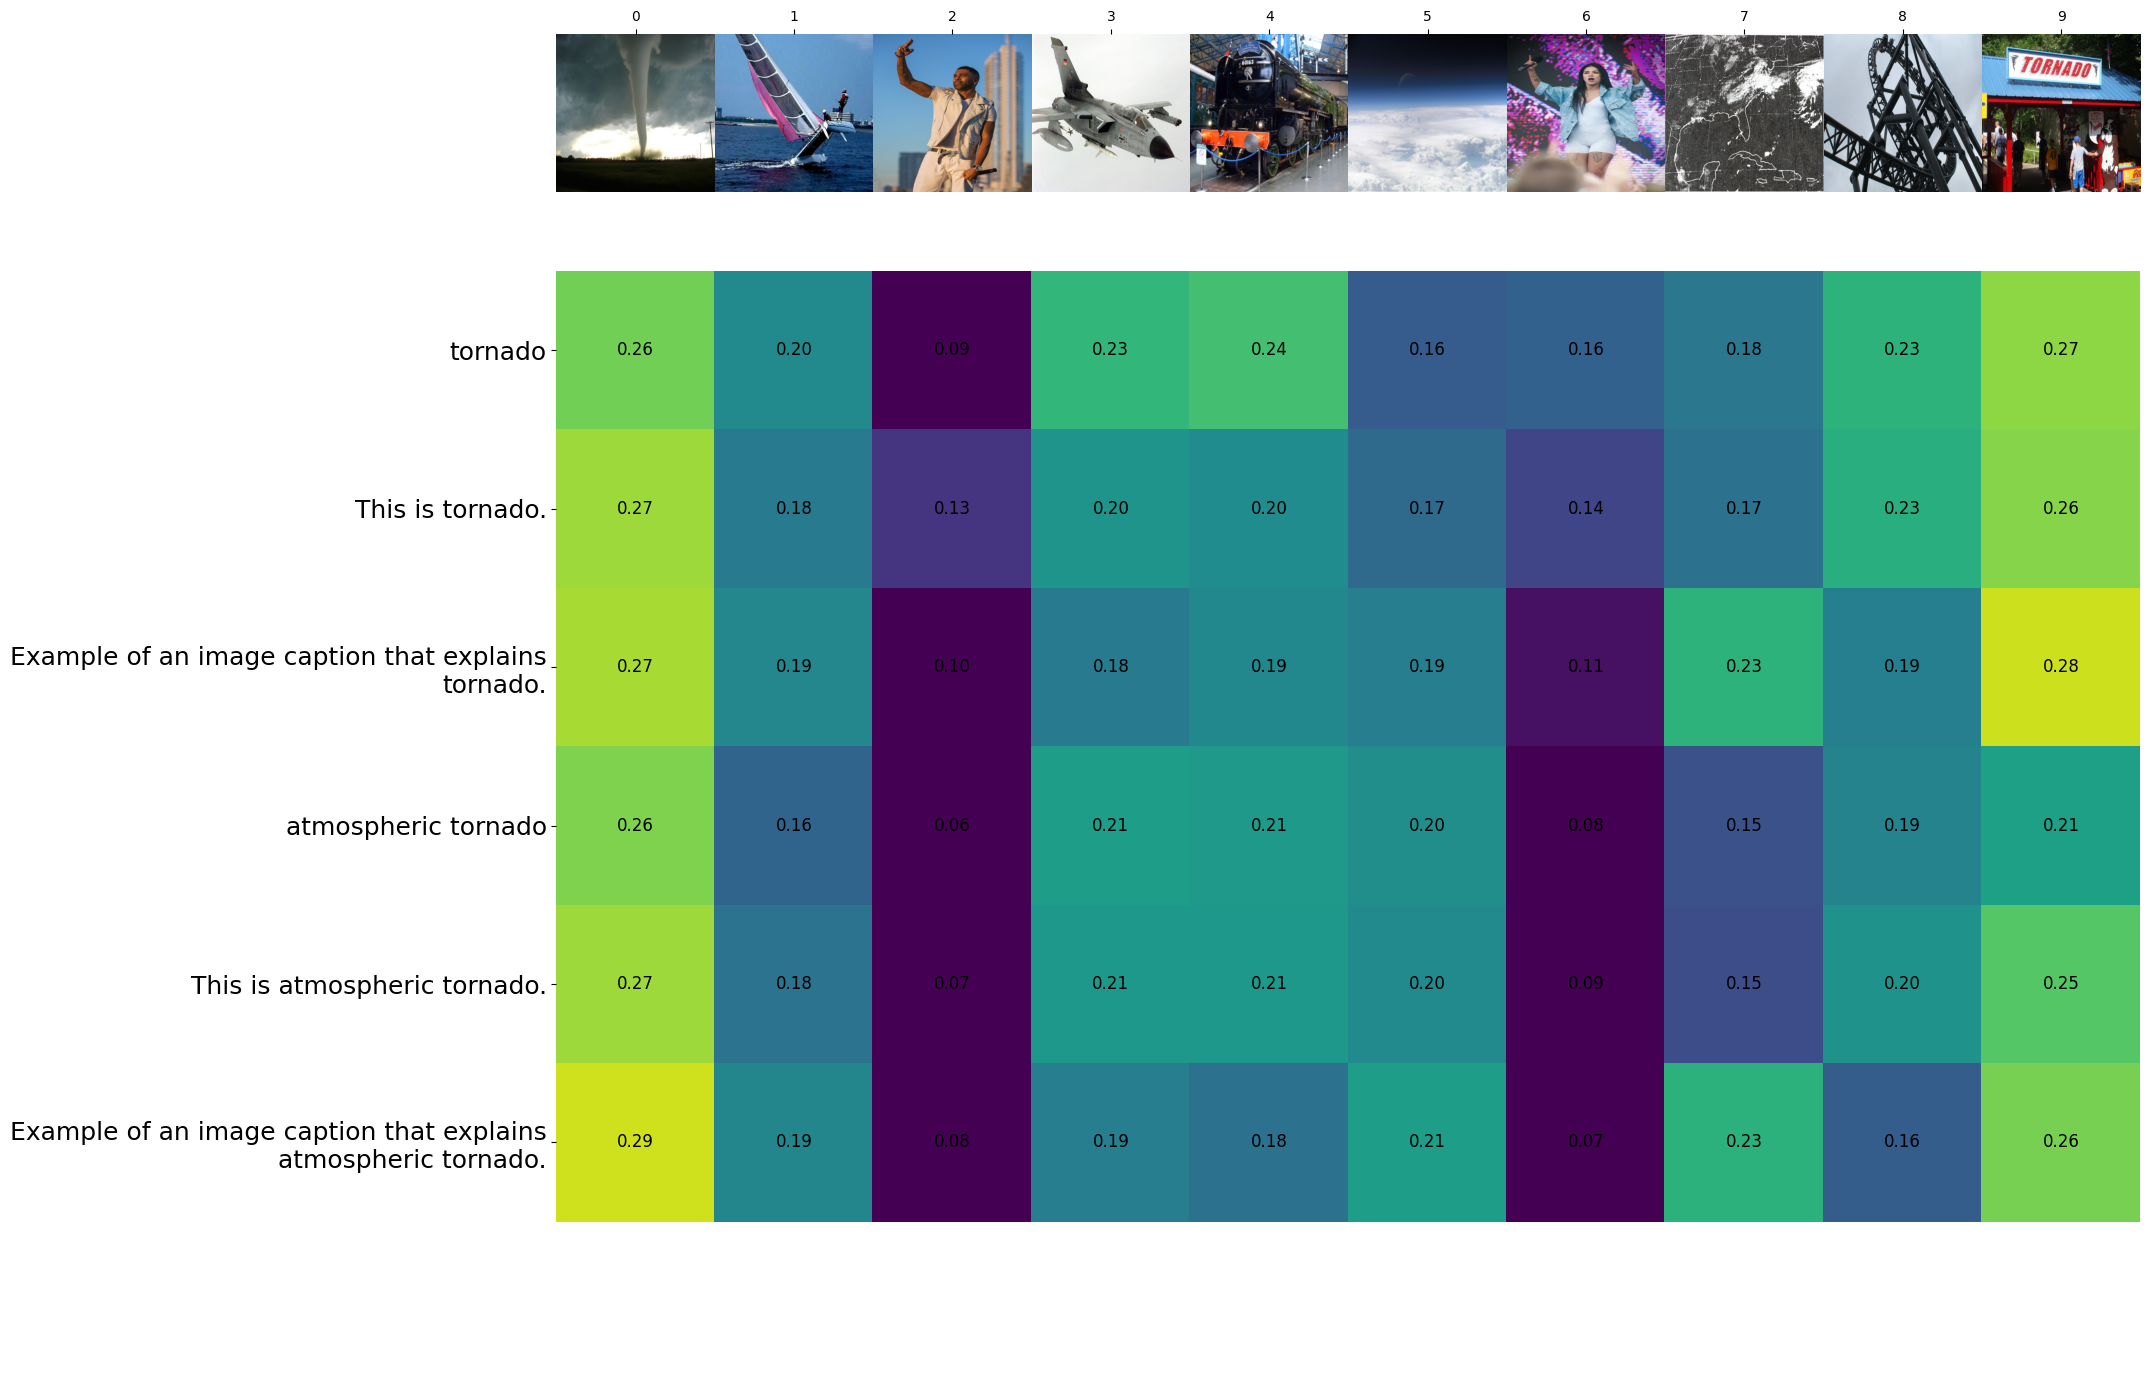 0 1 2 3 4 5 6 7 8 9
TORNADO
tornado 0.26 0.20 0.09 0.23 0.24 0.16 0.16 0.18 0.23 0.27
This is tornado. 0.27 0.18 0.13 0.20 0.20 0.17 0.14 0.17 0.23 0.26
Example of an image caption that explains
tornado. 0.27 0.19 0.10 0.18 0.19 0.19 0.11 0.23 0.19 0.28
atmospheric tornado 0.26 0.16 0.06 0.21 0.21 0.20 0.08 0.15 0.19 0.21
This is atmospheric tornado. 0.27 0.18 0.07 0.21 0.21 0.20 0.09 0.15 0.20 0.25
Example of an image caption that explains
atmospheric tornado. 0.29 0.19 0.08 0.19 0.18 0.21 0.07 0.23 0.16 0.26